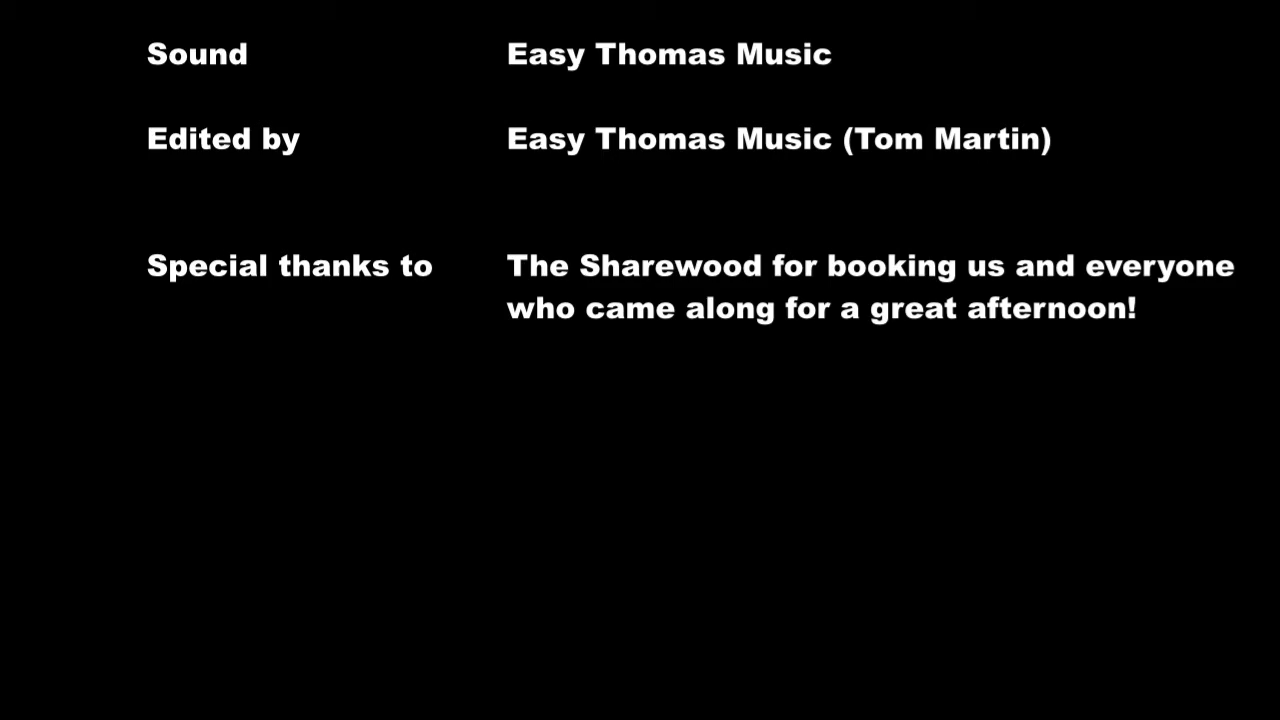 Sound Easy Thomas Music
Edited by Easy Thomas Music (Tom Martin)
Special thanks to The Sharewood for booking us and everyone
who came along for a great afternoon!